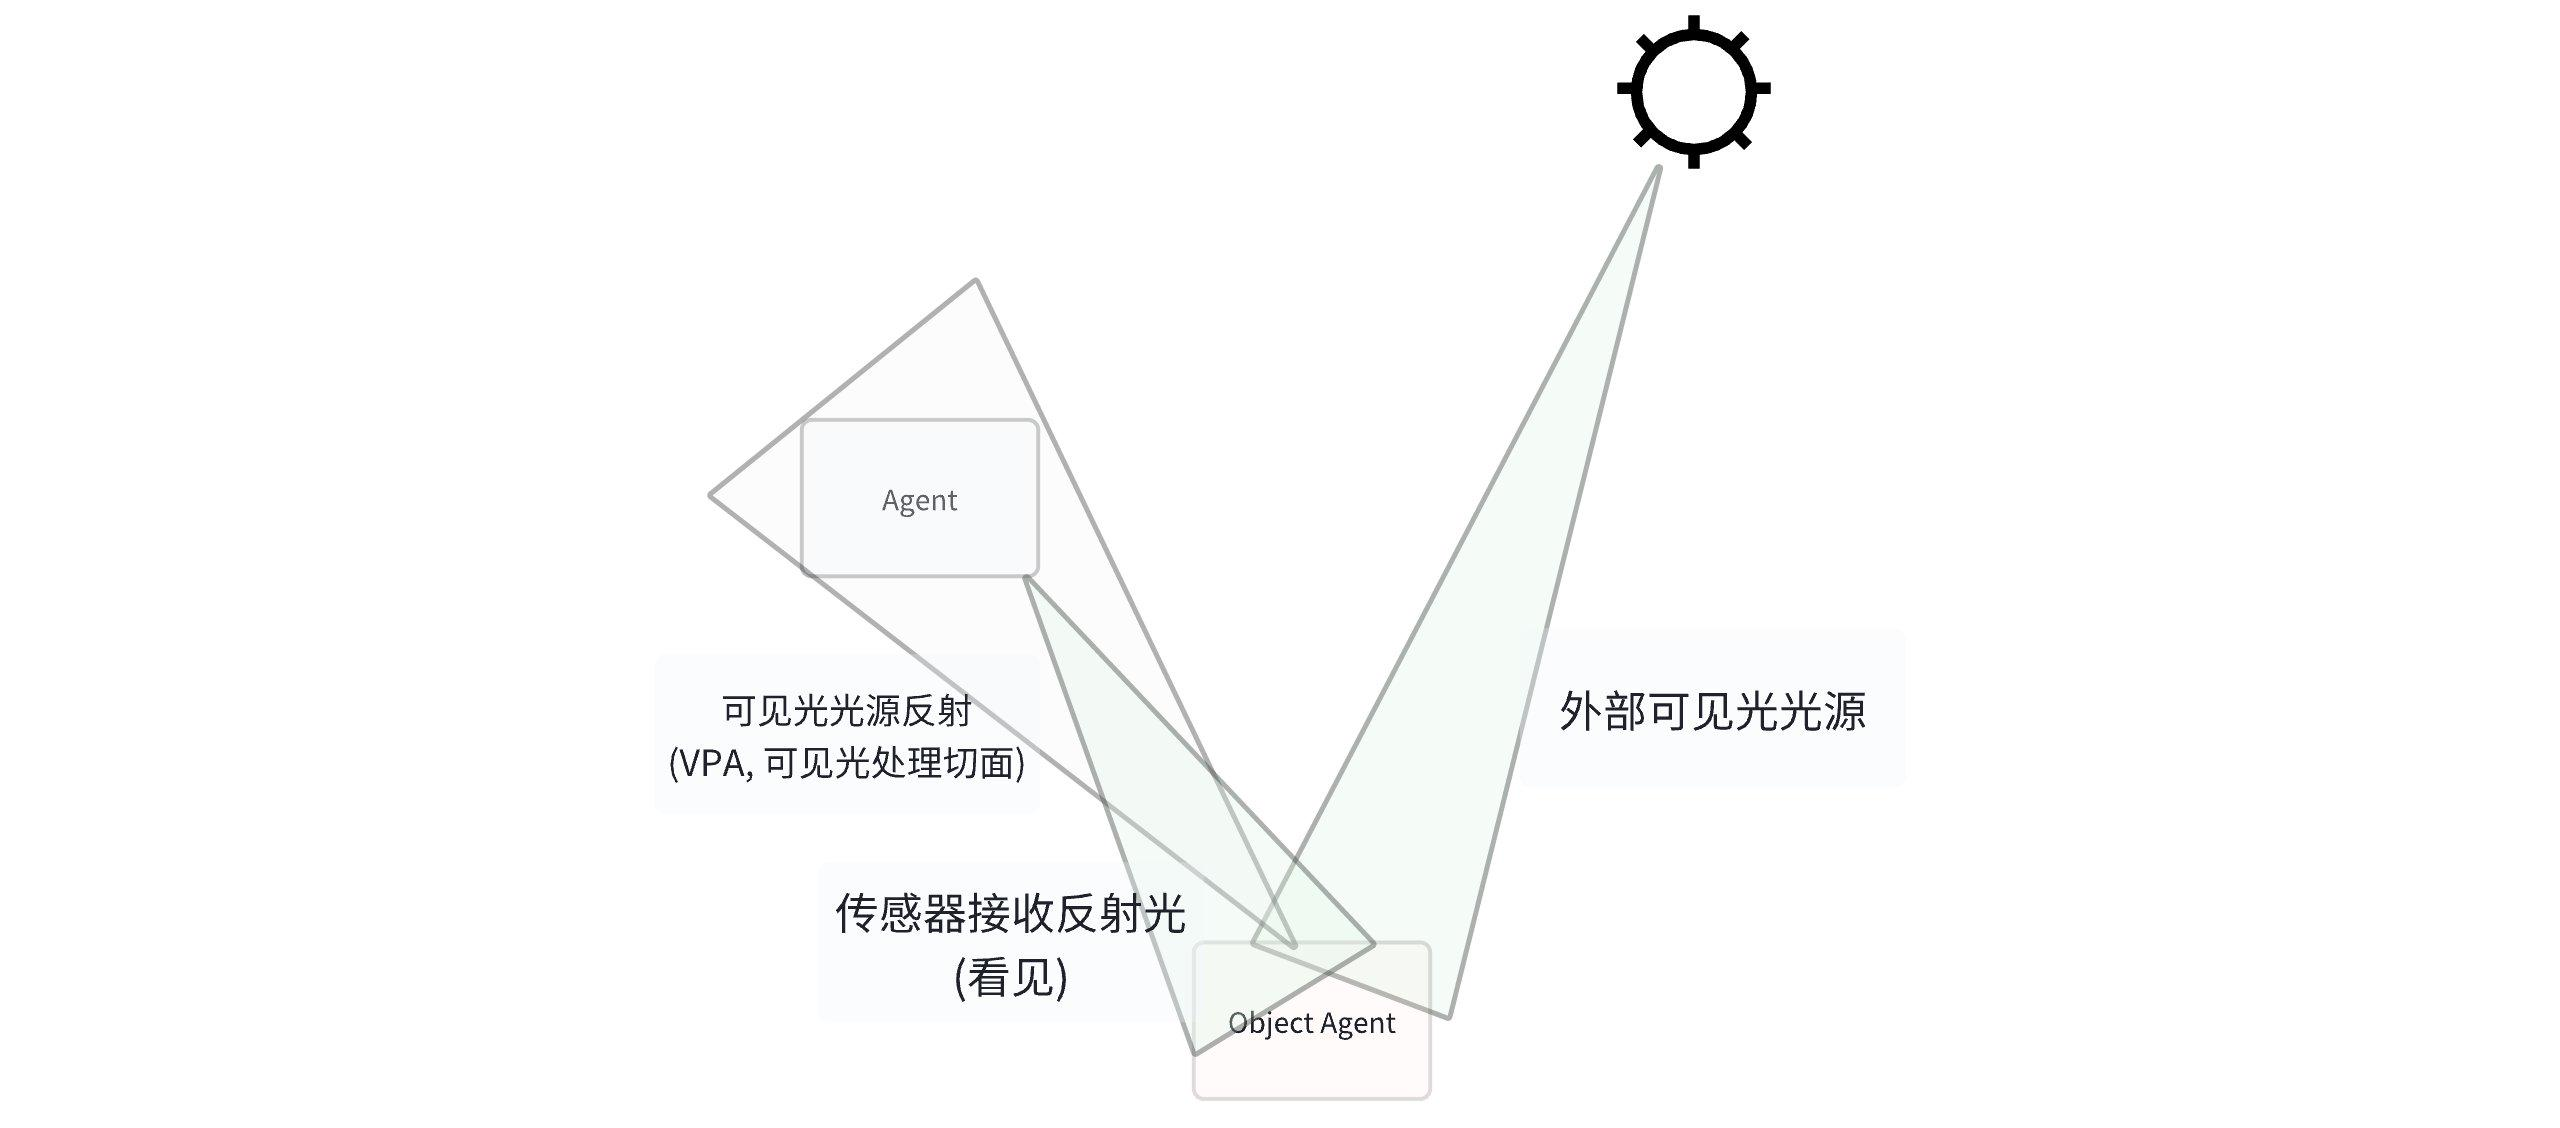 Agent
可见光光源反射
(VPA, 可见光处理切面)
外部可见光光源
传感器接收反射光
(看见)
Object Agent